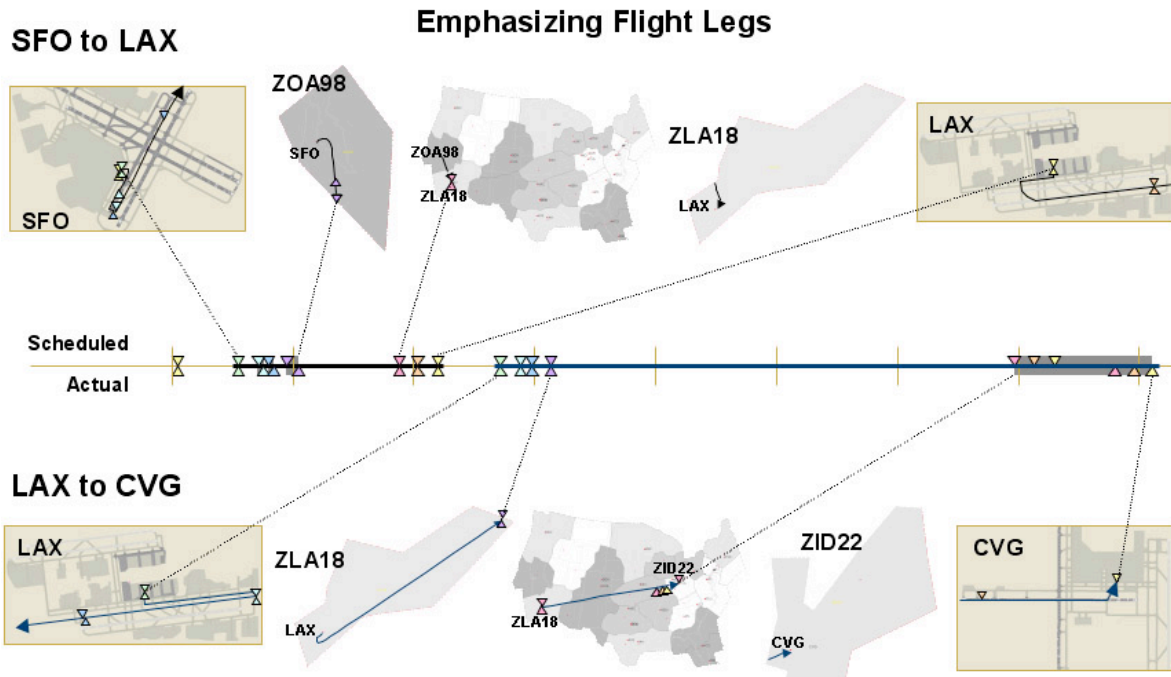 Emphasizing Flight Legs
SFO to LAX
ZOA98
SFO
SFO
ZOA98
ZLA18
ZLA18
LAX
LAX
Scheduled
Actual
LAX to CVG
LAX
ZLA18
LAX
ZID22
ZLA18
ZID22
CVG
CVG